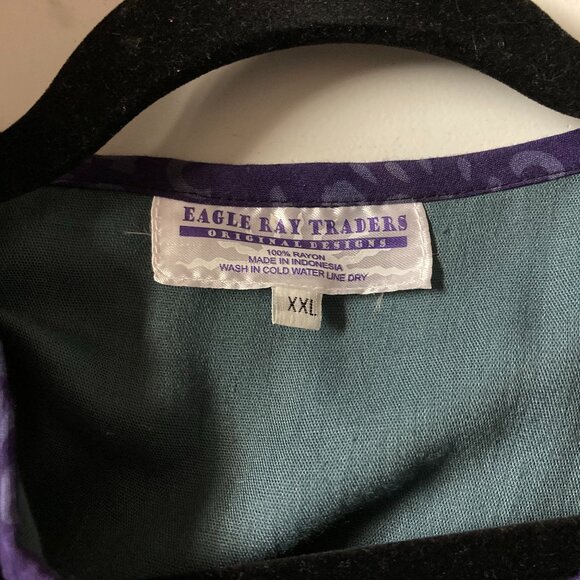 EAGLE RAY TRADERS
ORIGINAL DESIGNS
100% RAYON
MADE IN INDONESIA
WASH IN COLD WATER LINE DRY
XXL